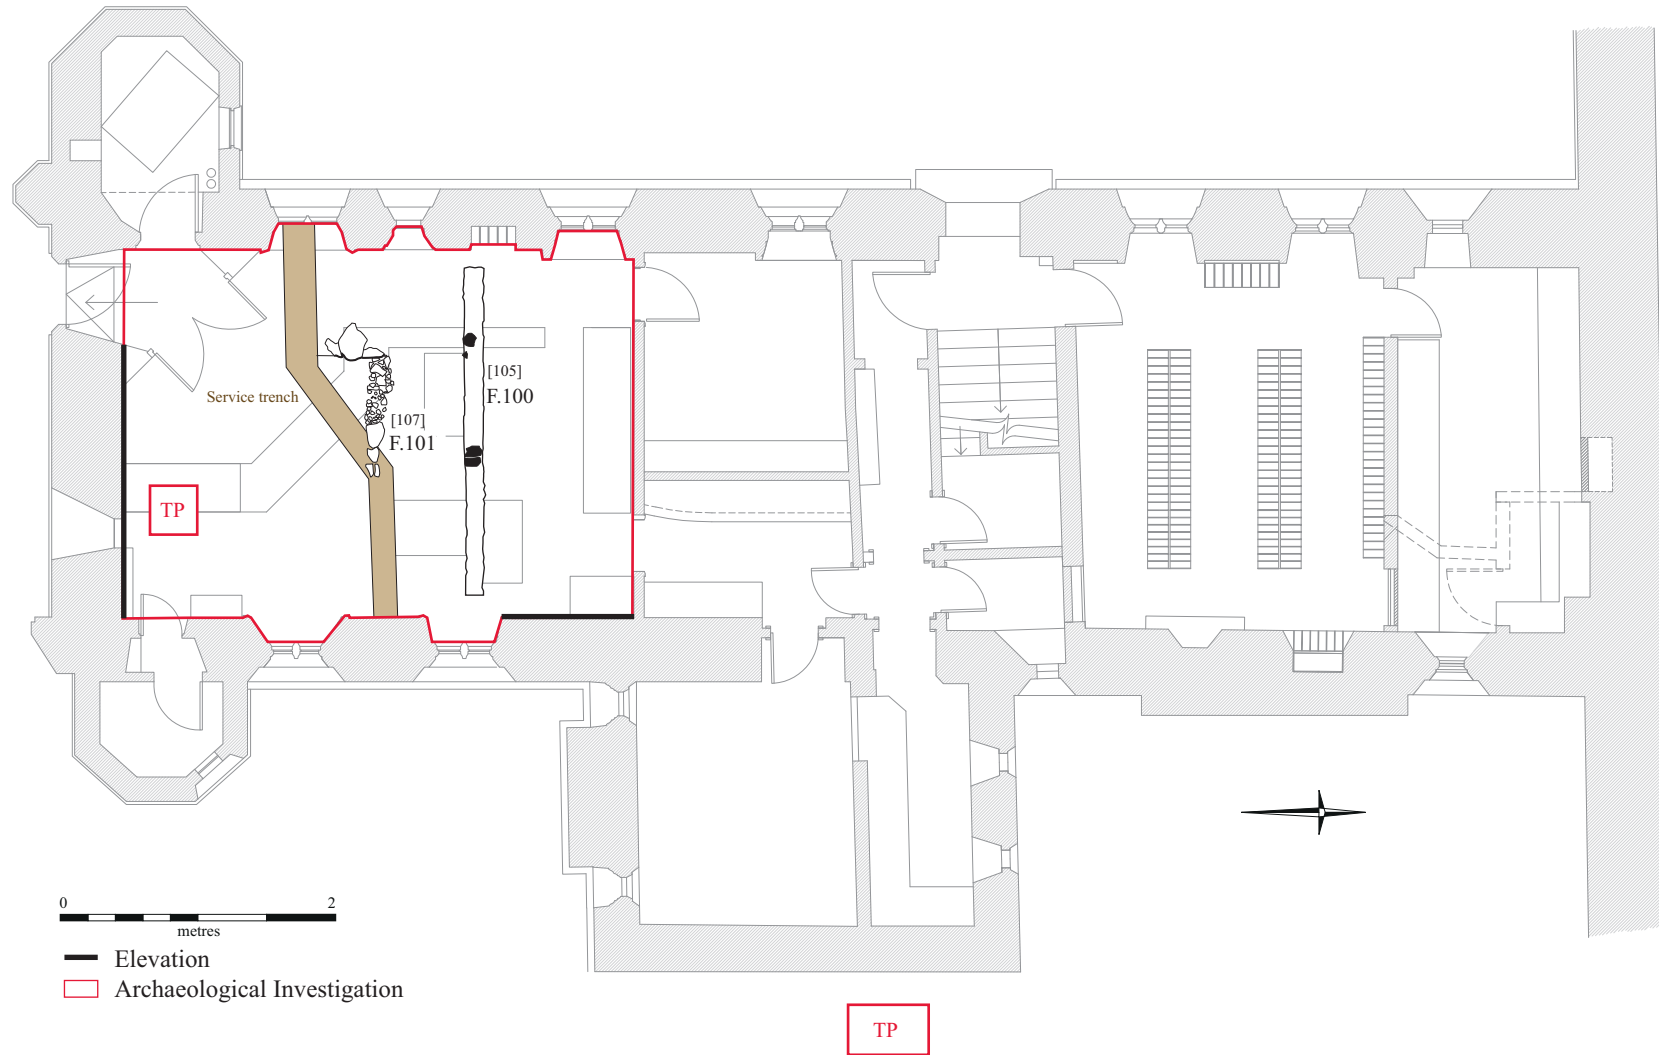 [105]
F.100
Service trench
[107]
F.101
TP
0 2
metres
Elevation
Archaeological Investigation
TP